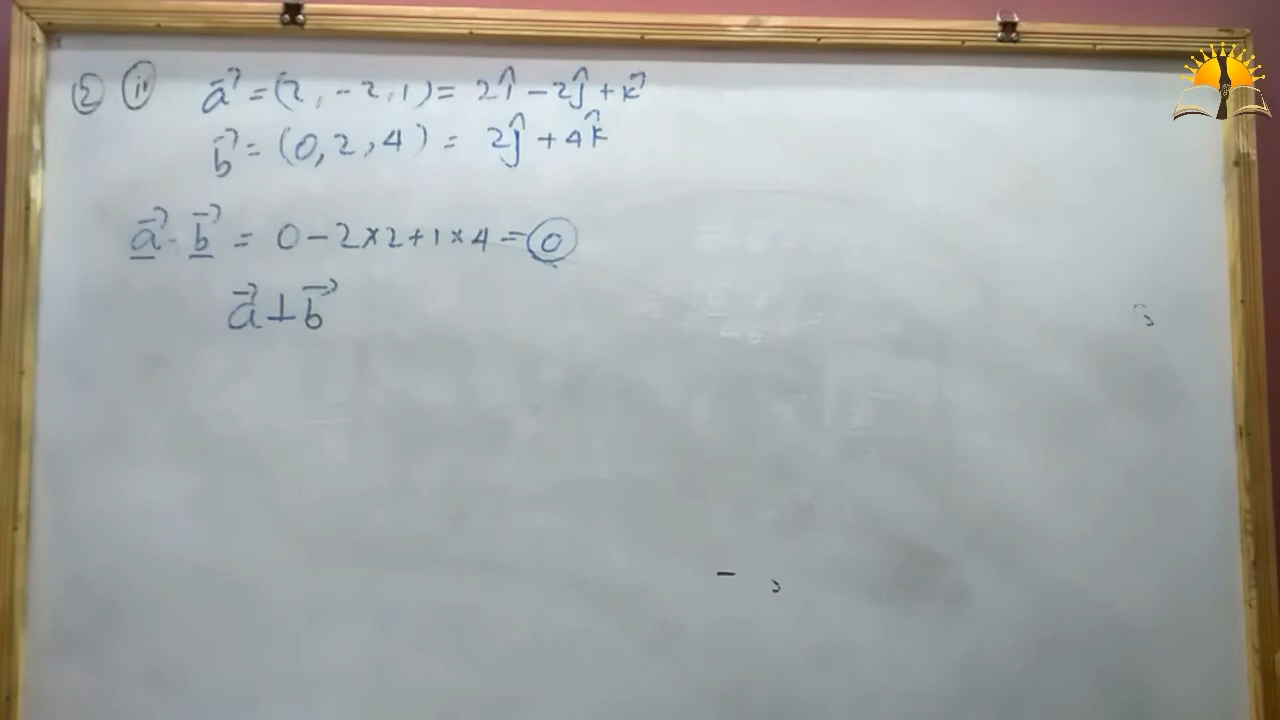 ② ⓘⓘ a⃗ = (2, -2, 1) = 2î - 2ĵ + k̂
b⃗ = (0, 2, 4) = 2ĵ + 4k̂
a⃗ · b⃗ = 0 - 2 × 2 + 1 × 4 = 0
a⃗ ⊥ b⃗